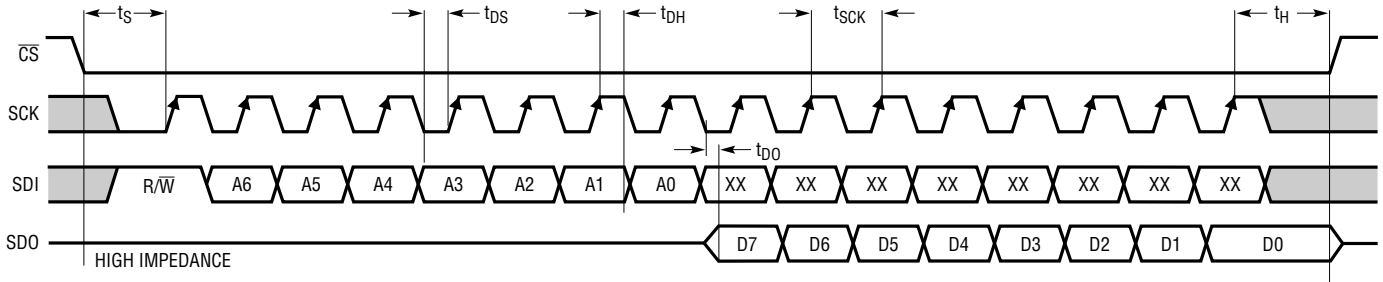 tS tDS tDH tSCK tH
CS
SCK
tDO
SDI R/W A6 A5 A4 A3 A2 A1 A0 XX XX XX XX XX XX XX XX
SDO D7 D6 D5 D4 D3 D2 D1 D0
HIGH IMPEDANCE